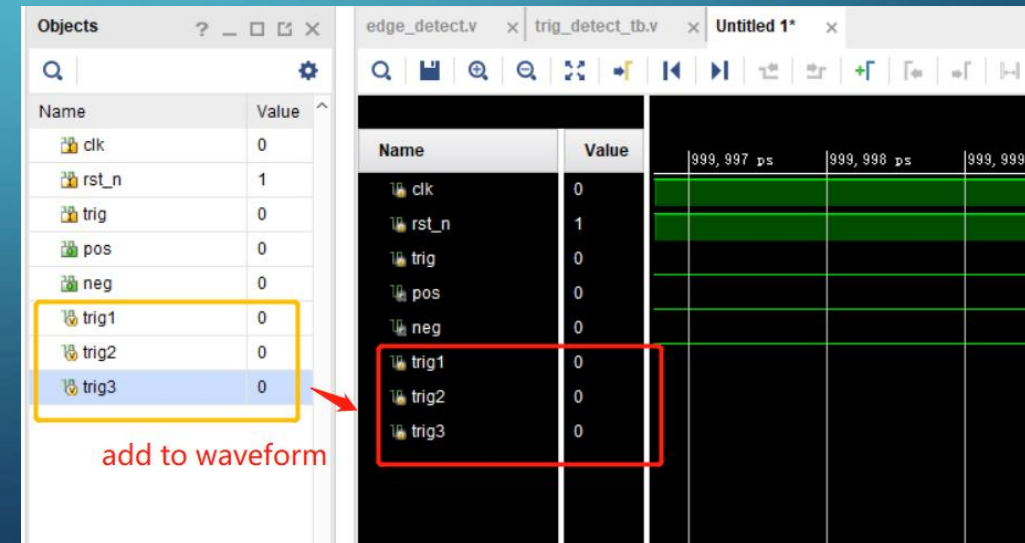 Objects
? _
edge_detect.v × trig_detect_tb.v × Untitled 1* ×
Name Value
clk 0
rst_n 1
trig 0
pos 0
neg 0
trig1 0
trig2 0
trig3 0
add to waveform
Name Value
999,997 ps 999,998 ps 999,999
clk 0
rst_n 1
trig 0
pos 0
neg 0
trig1 0
trig2 0
trig3 0